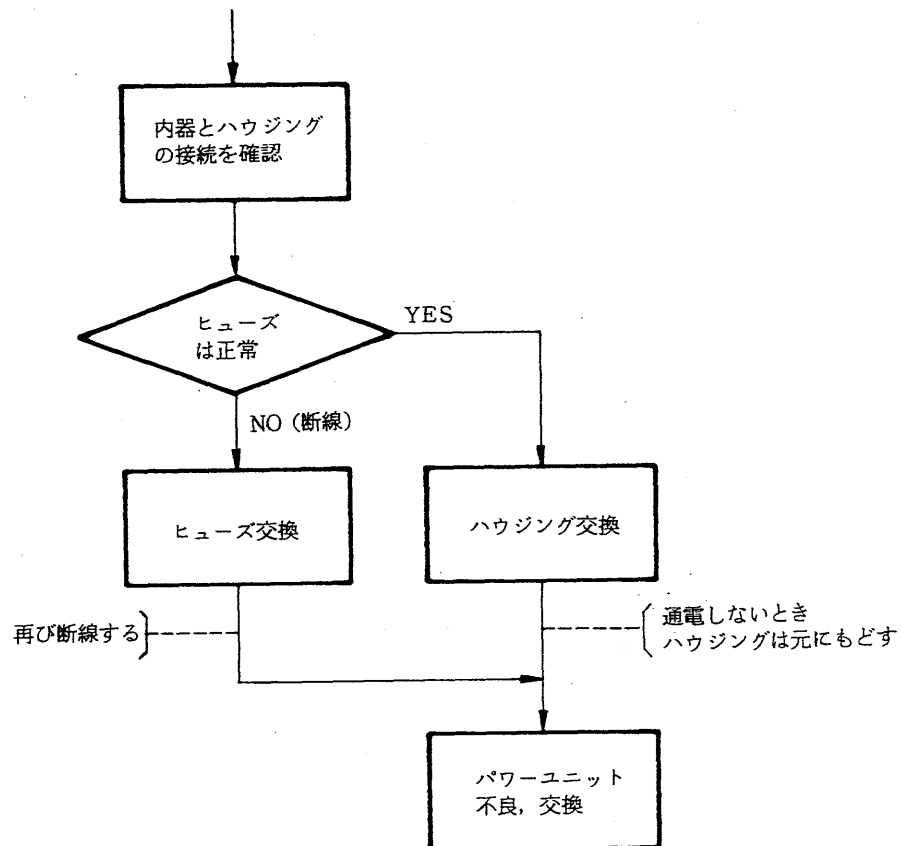 内器とハウジング
の接続を確認
ヒューズ
は正常
YES
NO（断線）
ヒューズ交換
ハウジング交換
再び断線する
通電しないとき
ハウジングは元にもどす
パワーユニット
不良，交換